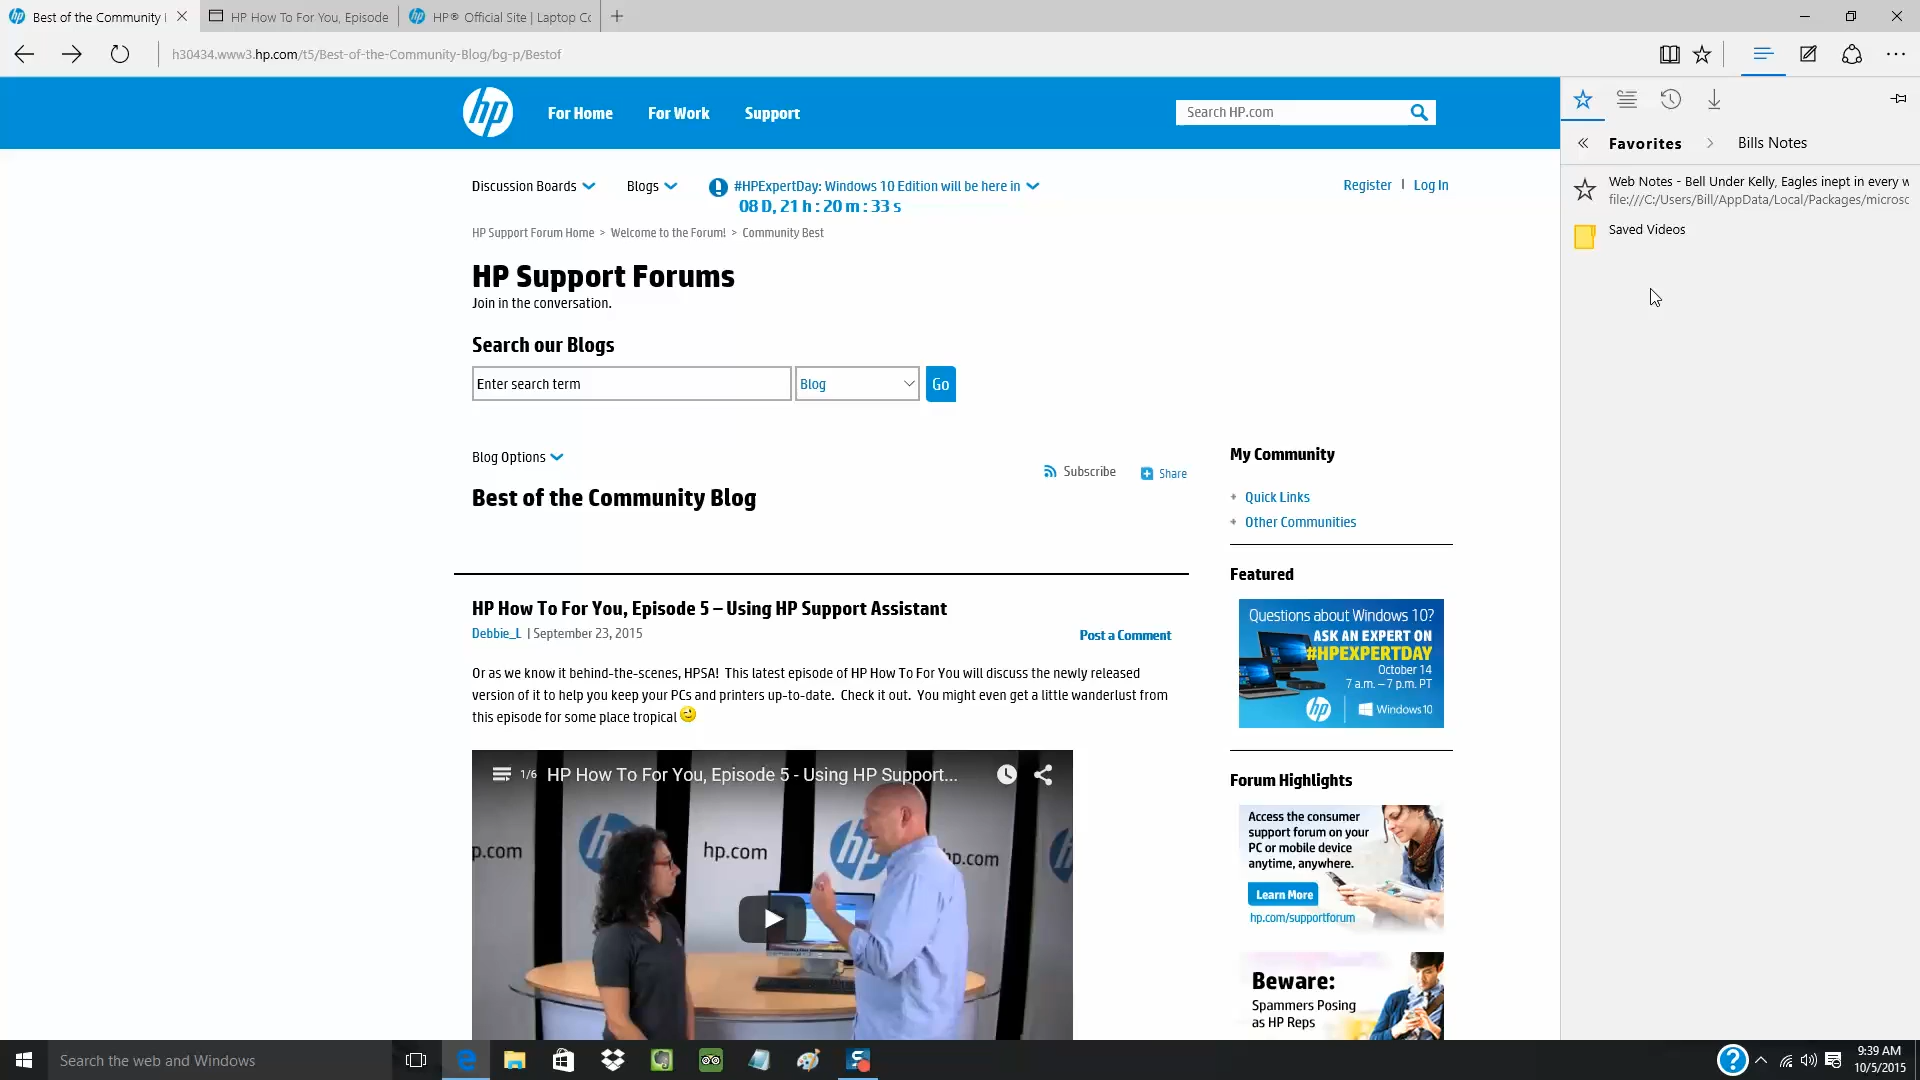 Best of the Community
HP How To For You, Episode
HP® Official Site | Laptop Co
h30434.www3.hp.com/t5/Best-of-the-Community-Blog/bg-p/Bestof
hp
For Home
For Work
Support
Search HP.com
Favorites
Bills Notes
Web Notes - Bell Under Kelly, Eagles inept in every w
file:///C:/Users/Bill/AppData/Local/Packages/microsc
Saved Videos
Discussion Boards
Blogs
#HPExpertDay: Windows 10 Edition will be here in
08 D, 21 h : 20 m : 33 s
Register | Log In
HP Support Forum Home > Welcome to the Forum! > Community Best
HP Support Forums
Join in the conversation.
Search our Blogs
Enter search term
Blog
Go
Blog Options
Subscribe
Share
Best of the Community Blog
HP How To For You, Episode 5 – Using HP Support Assistant
Debbie_L | September 23, 2015
Post a Comment
Or as we know it behind-the-scenes, HPSA! This latest episode of HP How To For You will discuss the newly released
version of it to help you keep your PCs and printers up-to-date. Check it out. You might even get a little wanderlust from
this episode for some place tropical
1/6 HP How To For You, Episode 5 - Using HP Support...
p.com
hp
hp.com
hp
hp.com
My Community
Quick Links
Other Communities
Featured
Questions about Windows 10?
ASK AN EXPERT ON
#HPEXPERTDAY
October 14
7 a.m. – 7 p.m. PT
hp
Windows 10
Forum Highlights
Access the consumer
support forum on your
PC or mobile device
anytime, anywhere.
Learn More
hp.com/supportforum
Beware:
Spammers Posing
as HP Reps
Search the web and Windows
9:39 AM
10/5/2015